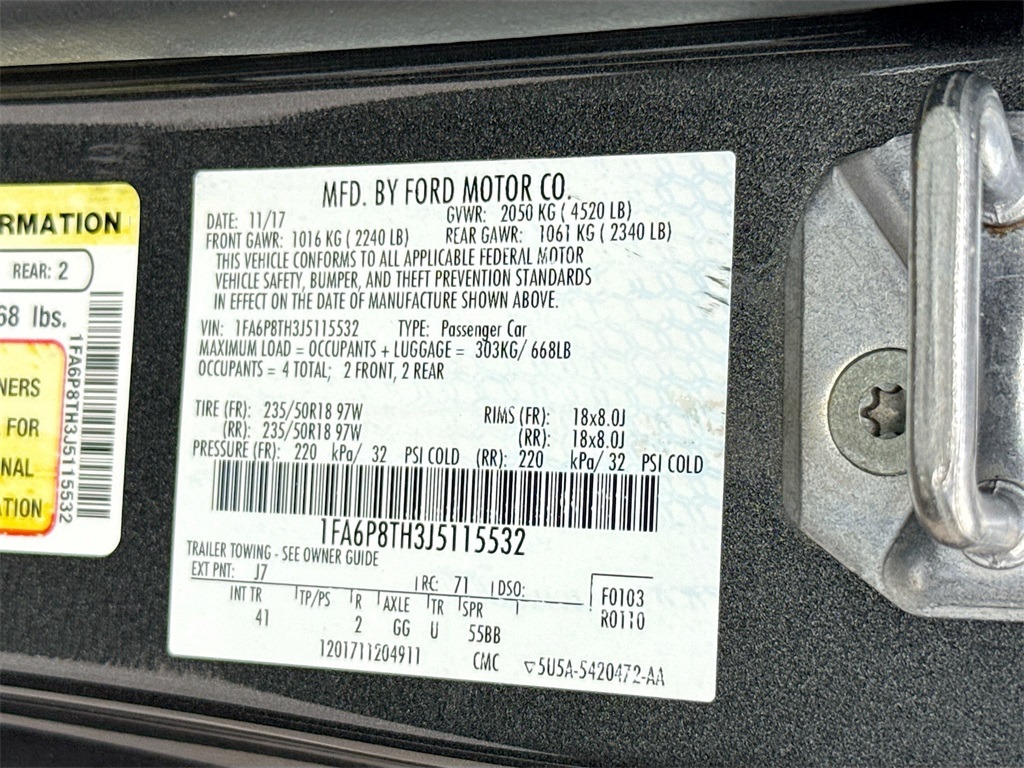 RMATION
REAR: 2
68 lbs.
NERS
FOR
NAL
ATION
1FA6P8TH3J5115532
MFD. BY FORD MOTOR CO.
DATE: 11/17 GVWR: 2050 KG ( 4520 LB)
FRONT GAWR: 1016 KG ( 2240 LB) REAR GAWR: 1061 KG ( 2340 LB)
THIS VEHICLE CONFORMS TO ALL APPLICABLE FEDERAL MOTOR
VEHICLE SAFETY, BUMPER, AND THEFT PREVENTION STANDARDS
IN EFFECT ON THE DATE OF MANUFACTURE SHOWN ABOVE.
VIN: 1FA6P8TH3J5115532 TYPE: Passenger Car
MAXIMUM LOAD = OCCUPANTS + LUGGAGE = 303KG/ 668LB
OCCUPANTS = 4 TOTAL; 2 FRONT, 2 REAR
TIRE (FR): 235/50R18 97W RIMS (FR): 18x8.0J
(RR): 235/50R18 97W (RR): 18x8.0J
PRESSURE (FR): 220 kPa/ 32 PSI COLD (RR): 220 kPa/ 32 PSI COLD
1FA6P8TH3J5115532
TRAILER TOWING - SEE OWNER GUIDE
EXT PNT: J7 RC: 71 DSO: F0103
INT TR TP/PS R AXLE TR SPR R0110
41 2 GG U 55BB
1201711204911 CMC 5U5A-5420472-AA